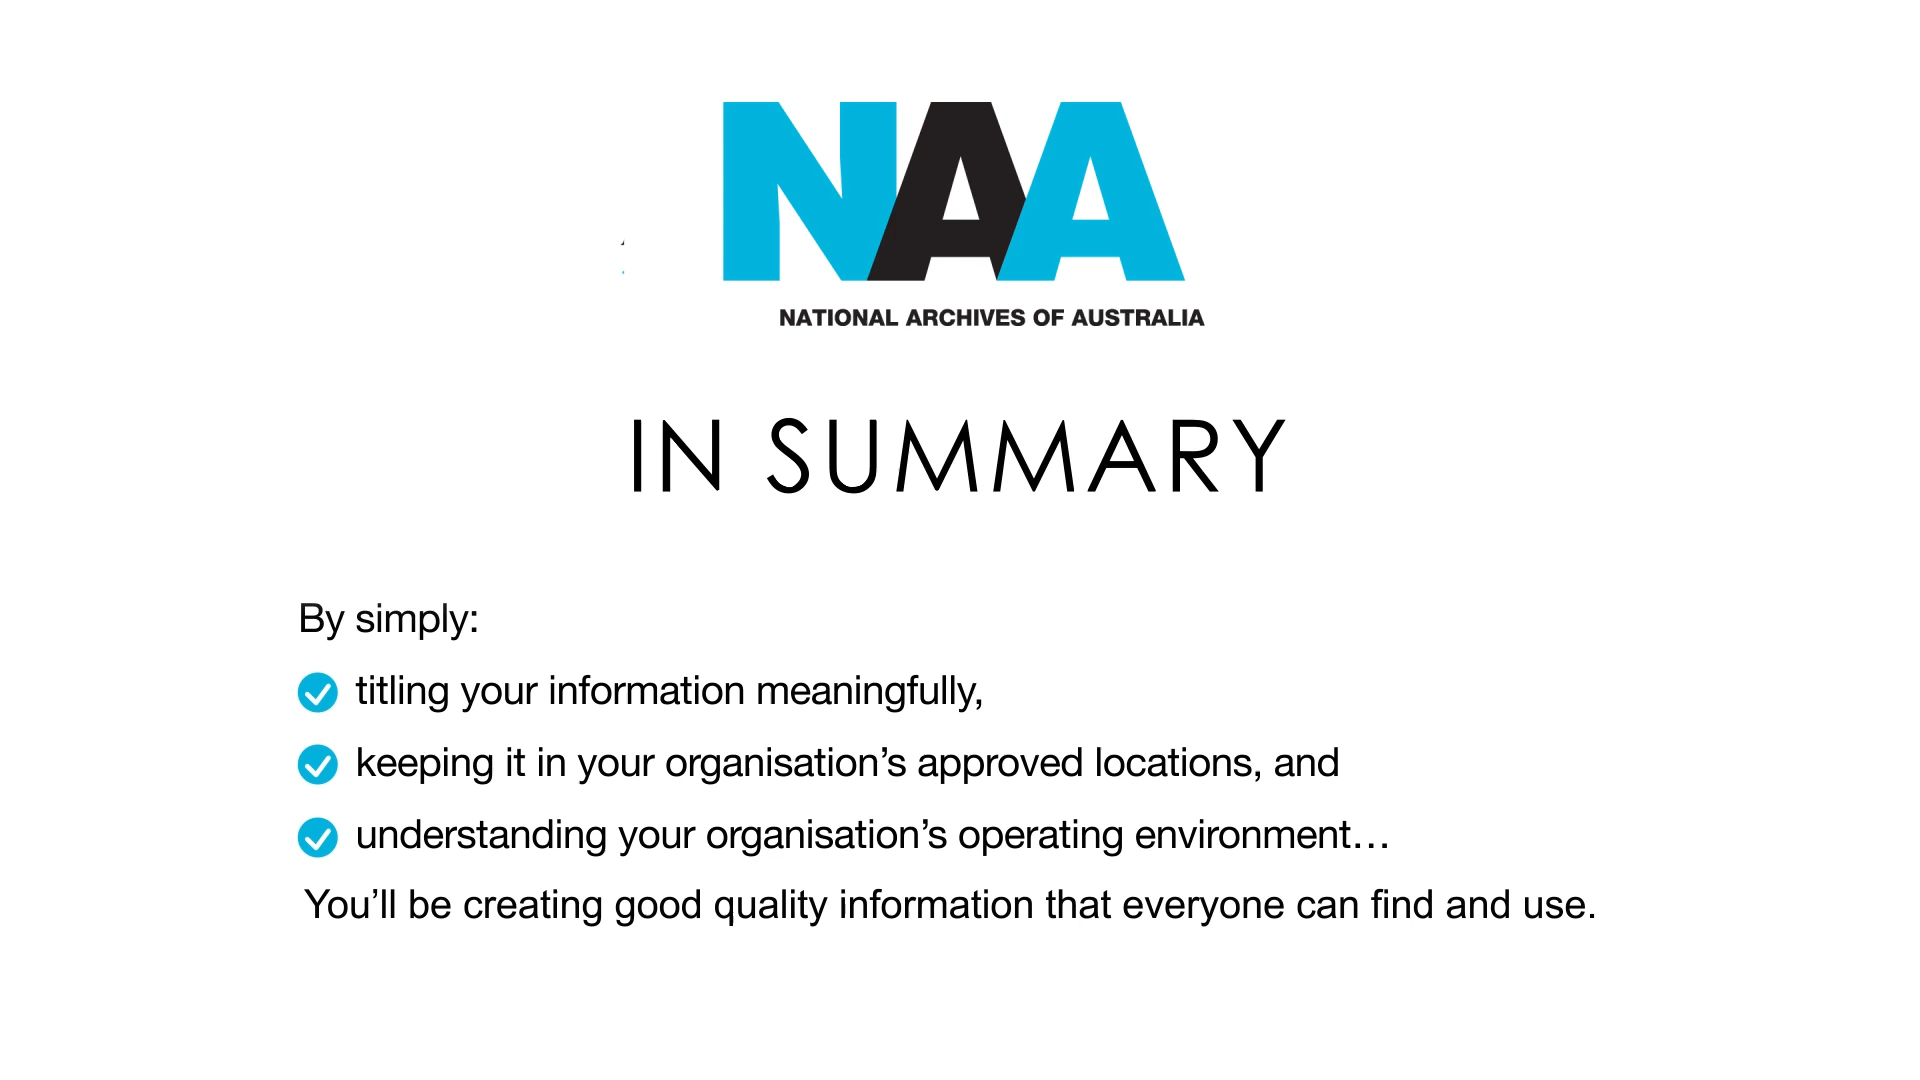 NAA
NATIONAL ARCHIVES OF AUSTRALIA
IN SUMMARY
By simply:
titling your information meaningfully,
keeping it in your organisation’s approved locations, and
understanding your organisation’s operating environment…
You’ll be creating good quality information that everyone can find and use.